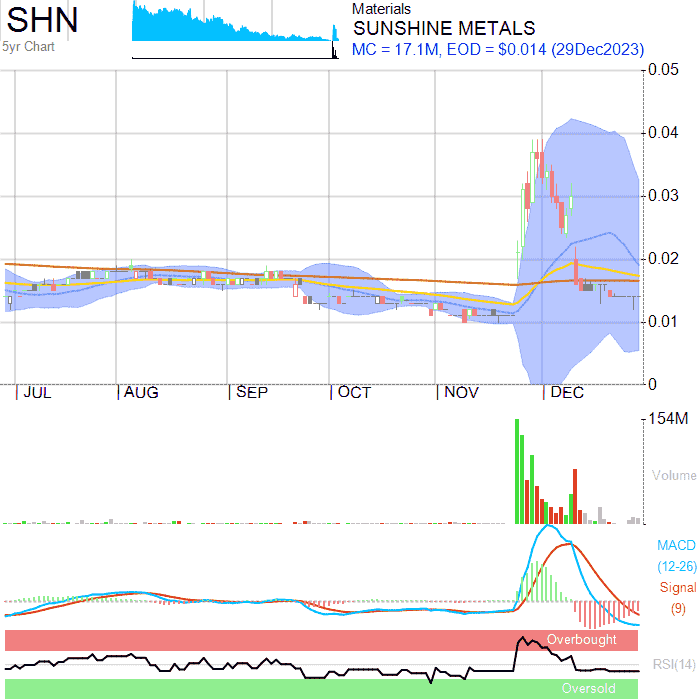 SHN
5yr Chart
Materials
SUNSHINE METALS
MC = 17.1M, EOD = $0.014 (29Dec2023)
0.05
0.04
0.03
0.02
0.01
0
JUL AUG SEP OCT NOV DEC
154M
Volume
MACD
(12-26)
Signal
(9)
Overbought
RSI(14)
Oversold